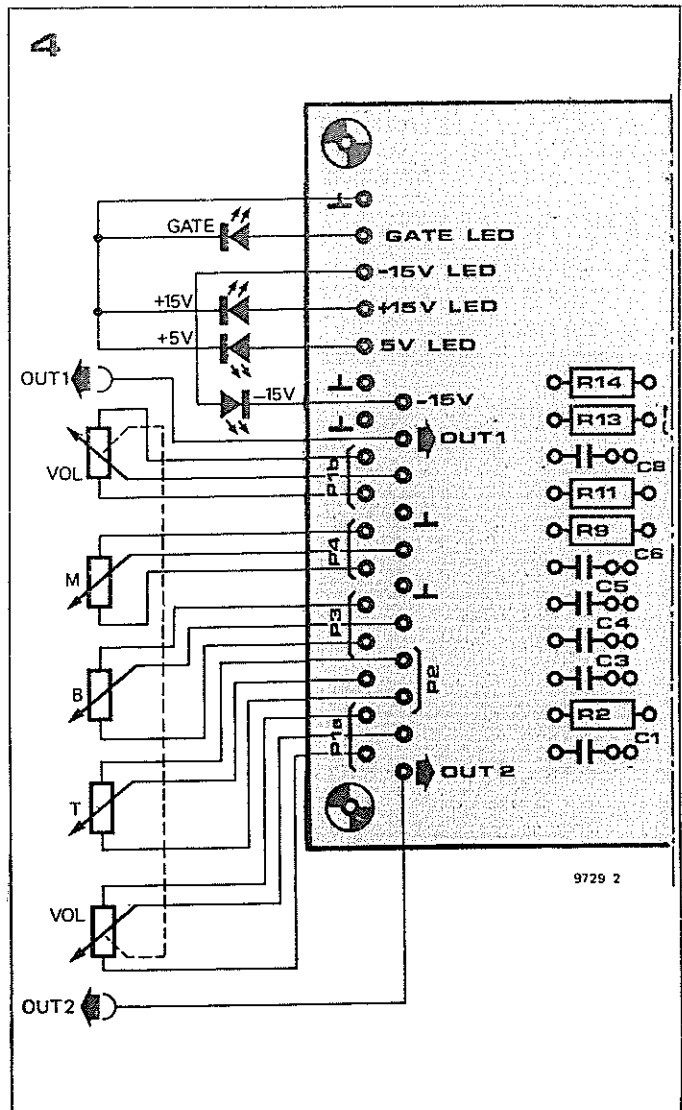 4
⊥
GATE
GATE LED
-15V LED
+15V
+15V LED
+5V
5V LED
OUT1
⊥
R14
-15V
-15V
⊥
R13
OUT1
VOL
P1b
C8
R11
⊥
R9
M
P4
C6
⊥
C5
P3
C4
B
C3
P2
R2
P1a
C1
T
OUT 2
9729 2
VOL
OUT2